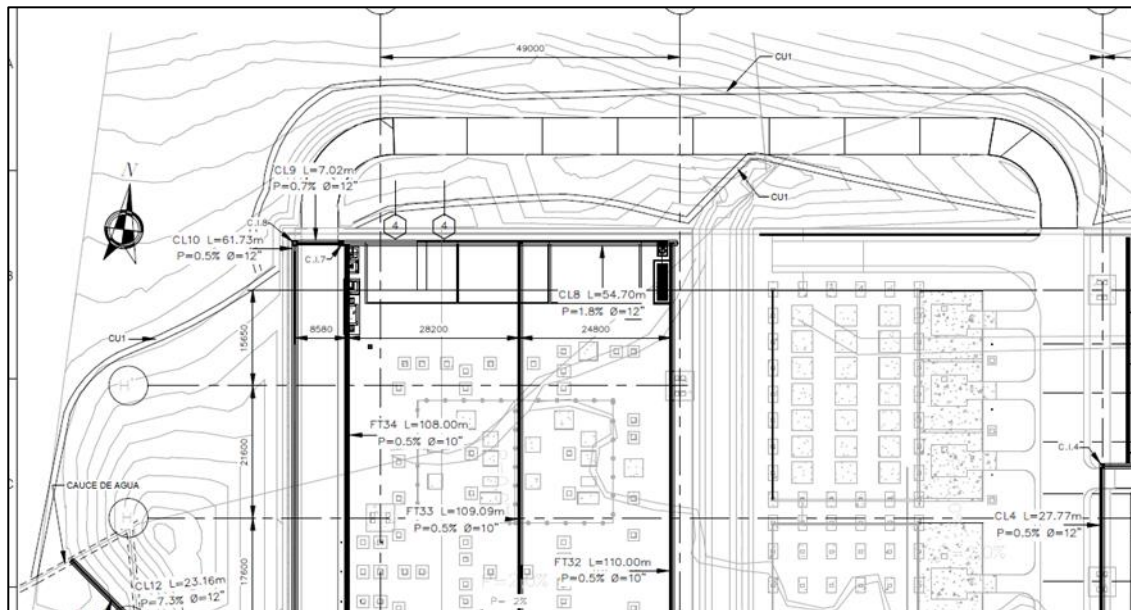 49000
CU1
A
N
CL9 L=7.02m
P=0.7% Ø=12"
CU1
4
4
C.I.8
CL10 L=61.73m
P=0.5% Ø=12"
C.I.7
B
CL8 L=54.70m
P=1.8% Ø=12"
CU1
8580
28200
24800
15650
FT34 L=108.00m
P=0.5% Ø=10"
21600
C.I.4
CAUCE DE AGUA
C
FT33 L=109.09m
P=0.5% Ø=10"
CL4 L=27.77m
P=0.5% Ø=12"
17600
FT32 L=110.00m
P=0.5% Ø=10"
CL12 L=23.16m
P=7.3% Ø=12"